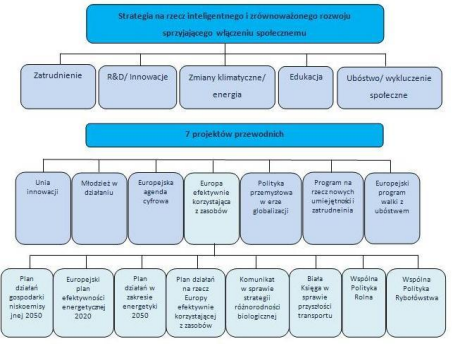 Strategia na rzecz inteligentnego i zrównoważonego rozwoju
sprzyjającego włączeniu społecznemu
Zatrudnienie
R&D/ Innowacje
Zmiany klimatyczne/
energia
Edukacja
Ubóstwo/ wykluczenie
społeczne
7 projektów przewodnich
Unia
innowacji
Młodzież w
działaniu
Europejska
agenda
cyfrowa
Europa
efektywnie
korzystająca
z zasobów
Polityka
przemysłowa
w erze
globalizacji
Program na
rzecz nowych
umiejętności i
zatrudnienia
Europejski
program
walki z
ubóstwem
Plan
działań
gospodarki
niskoemisy
jnej 2050
Europejski
plan
efektywności
energetycznej
2020
Plan
działań w
zakresie
energetyki
2050
Plan działań
na rzecz
Europy
efektywnie
korzystającej
z zasobów
Komunikat
w sprawie
strategii
różnorodności
biologicznej
Biała
Księga w
sprawie
przyszłości
transportu
Wspólna
Polityka
Rolna
Wspólna
Polityka
Rybołówstwa